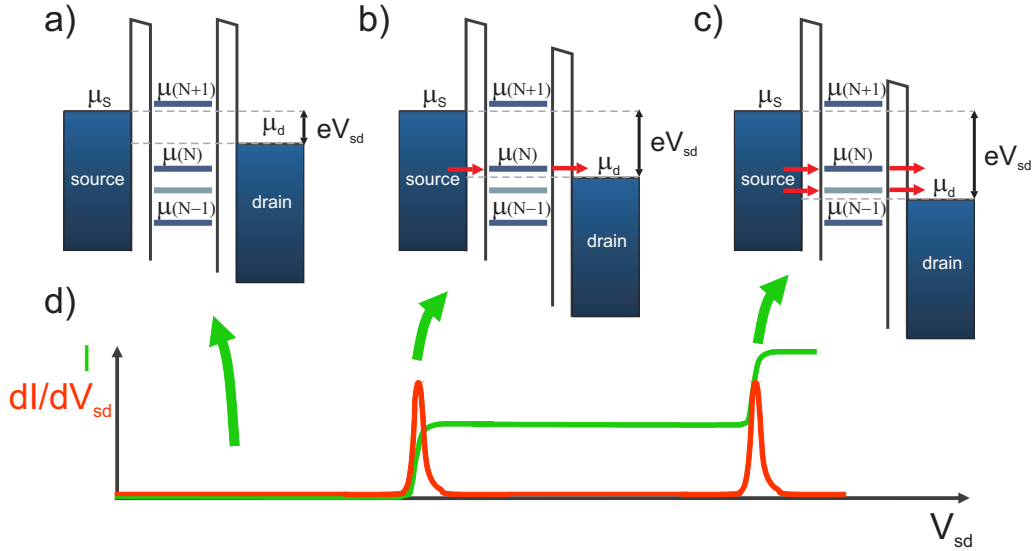 a)
b)
c)
μS
μ(N+1)
μd
eVsd
μ(N)
source
μ(N-1)
drain
μS
μ(N+1)
eVsd
μ(N)
μd
source
μ(N-1)
drain
μS
μ(N+1)
eVsd
μ(N)
source
μd
μ(N-1)
drain
d)
I
dI/dVsd
Vsd